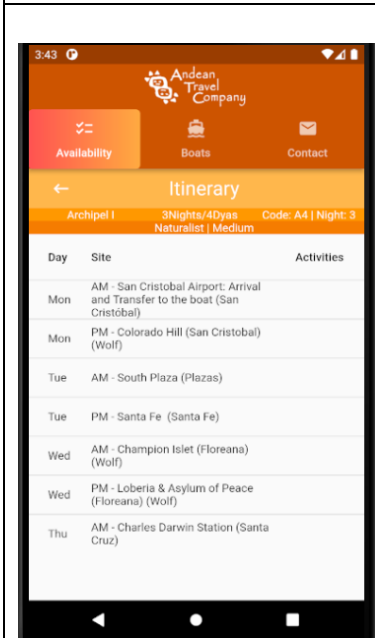 3:43
Andean
Travel
Company
Availability
Boats
Contact
Itinerary
Archipel I
3Nights/4Dyas
Code: A4 | Night: 3
Naturalist | Medium
Day Site Activities
AM - San Cristobal Airport: Arrival
Mon and Transfer to the boat (San
Cristóbal)
Mon PM - Colorado Hill (San Cristobal)
(Wolf)
Tue AM - South Plaza (Plazas)
Tue PM - Santa Fe (Santa Fe)
Wed AM - Champion Islet (Floreana)
(Wolf)
Wed PM - Loberia & Asylum of Peace
(Floreana) (Wolf)
Thu AM - Charles Darwin Station (Santa
Cruz)